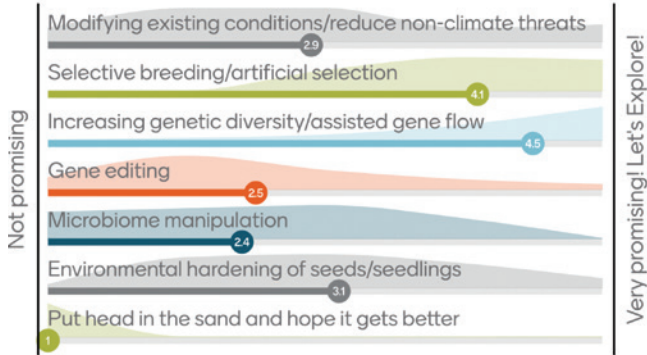 Modifying existing conditions/reduce non-climate threats
2.9
Selective breeding/artificial selection
4.1
Increasing genetic diversity/assisted gene flow
4.5
Gene editing
2.5
Microbiome manipulation
2.4
Environmental hardening of seeds/seedlings
3.1
Put head in the sand and hope it gets better
1
Not promising
Very promising! Let's Explore!